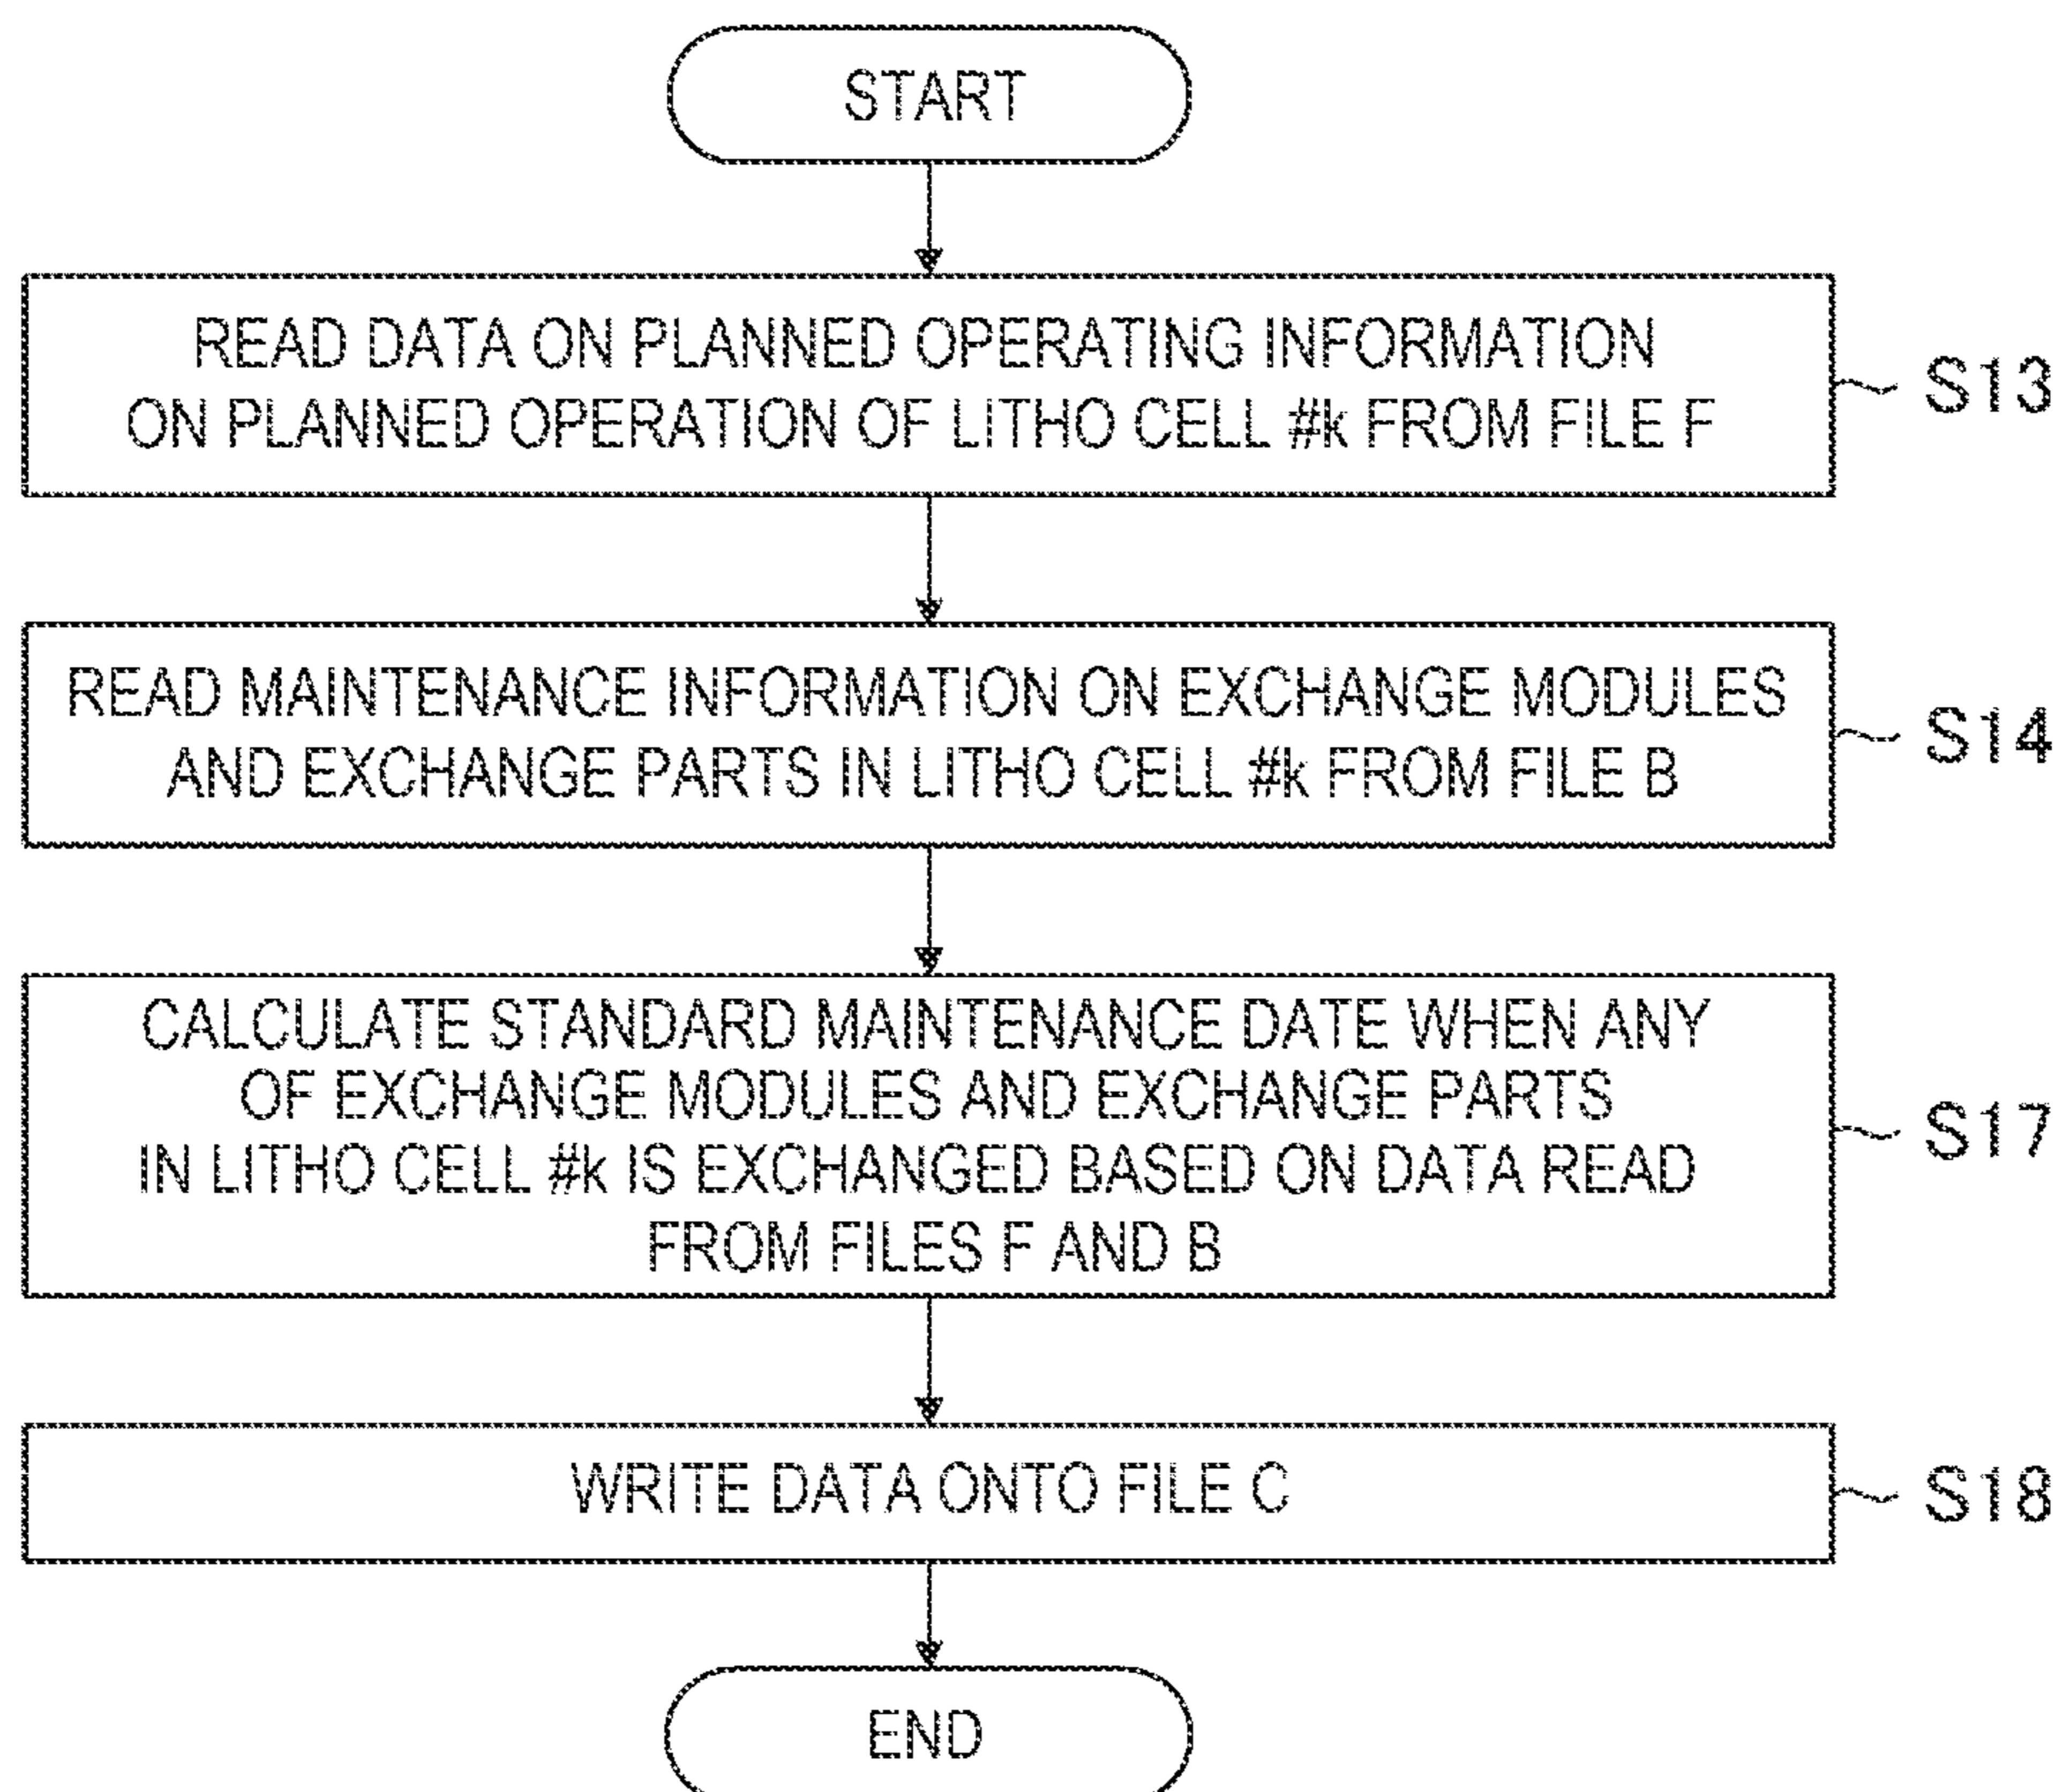 START
READ DATA ON PLANNED OPERATING INFORMATION
ON PLANNED OPERATION OF LITHO CELL #k FROM FILE F
S13
READ MAINTENANCE INFORMATION ON EXCHANGE MODULES
AND EXCHANGE PARTS IN LITHO CELL #k FROM FILE B
S14
CALCULATE STANDARD MAINTENANCE DATE WHEN ANY
OF EXCHANGE MODULES AND EXCHANGE PARTS
IN LITHO CELL #k IS EXCHANGED BASED ON DATA READ
FROM FILES F AND B
S17
WRITE DATA ONTO FILE C
S18
END